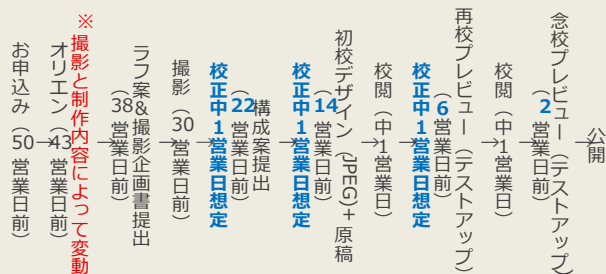 お申込み（50営業日前）
→
オリエン（43営業日前）
※撮影と制作内容によって変動
→
ラフ案&撮影企画書提出
（38営業日前）
→
撮影（30営業日前）
→
校正中１営業日想定
構成案提出
（22営業日前）
→
校正中１営業日想定
初校デザイン（JPEG）+原稿
（14営業日前）
→
校閲（中1営業日）
→
校正中１営業日想定
再校プレビュー（テストアップ）
（6営業日前）
→
校閲（中1営業日）
→
念校プレビュー（テストアップ）
（2営業日前）
→
公開